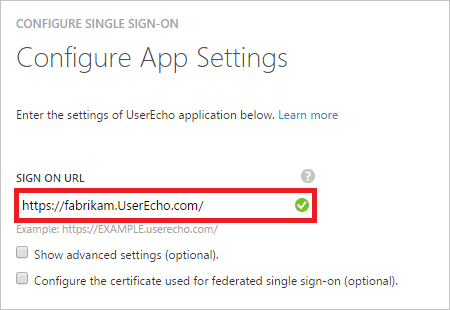 CONFIGURE SINGLE SIGN-ON
Configure App Settings
Enter the settings of UserEcho application below. Learn more
SIGN ON URL ?
https://fabrikam.UserEcho.com/
Example: https://EXAMPLE.userecho.com/
Show advanced settings (optional).
Configure the certificate used for federated single sign-on (optional).